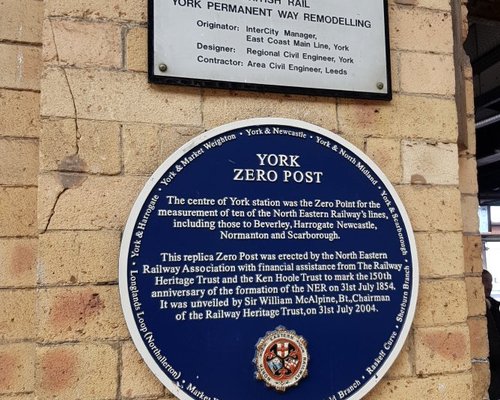 BRITISH RAIL
YORK PERMANENT WAY REMODELLING
Originator: InterCity Manager,
East Coast Main Line, York
Designer: Regional Civil Engineer, York
Contractor: Area Civil Engineer, Leeds
York & Harrogate • York & Market Weighton • York & Newcastle • York & North Midland • York & Scarborough
YORK
ZERO POST
The centre of York station was the Zero Point for the
measurement of ten of the North Eastern Railway's lines,
including those to Beverley, Harrogate Newcastle,
Normanton and Scarborough.
This replica Zero Post was erected by the North Eastern
Railway Association with financial assistance from The Railway
Heritage Trust and the Ken Hoole Trust to mark the 150th
anniversary of the formation of the NER on 31st July 1854.
It was unveiled by Sir William McAlpine, Bt., Chairman
of the Railway Heritage Trust, on 31st July 2004.
Longlands Loop (Northallerton) • Market
Branch • Raskelf Curve • Sherburn Branch